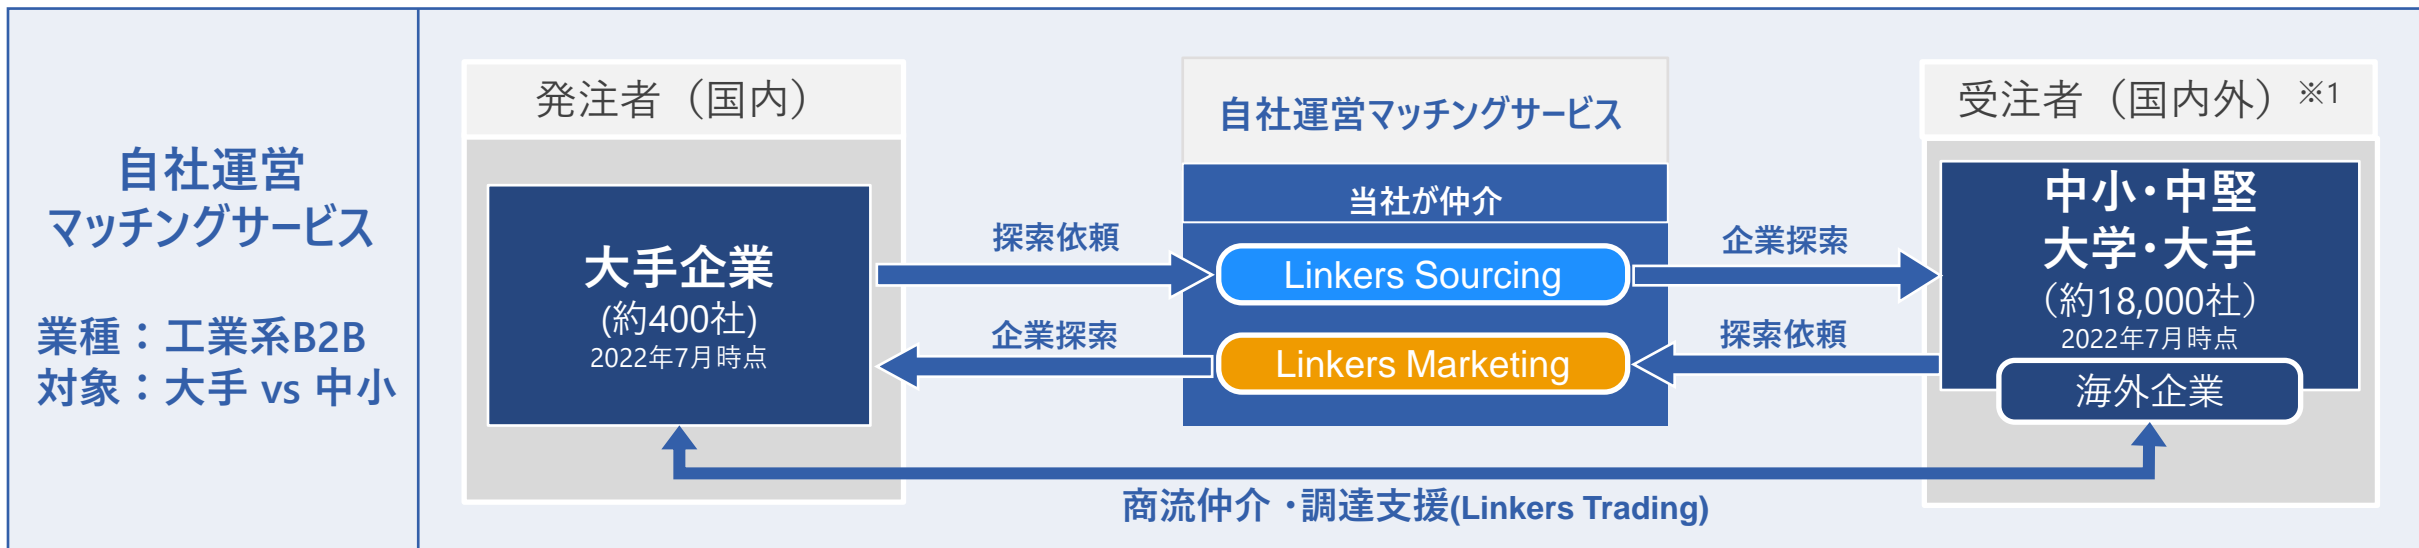 自社運営
マッチングサービス
業種：工業系B2B
対象：大手 vs 中小
発注者（国内）
大手企業
(約400社)
2022年7月時点
探索依頼
企業探索
自社運営マッチングサービス
当社が仲介
Linkers Sourcing
Linkers Marketing
企業探索
探索依頼
受注者（国内外）※1
中小・中堅
大学・大手
（約18,000社）
2022年7月時点
海外企業
商流仲介・調達支援(Linkers Trading)